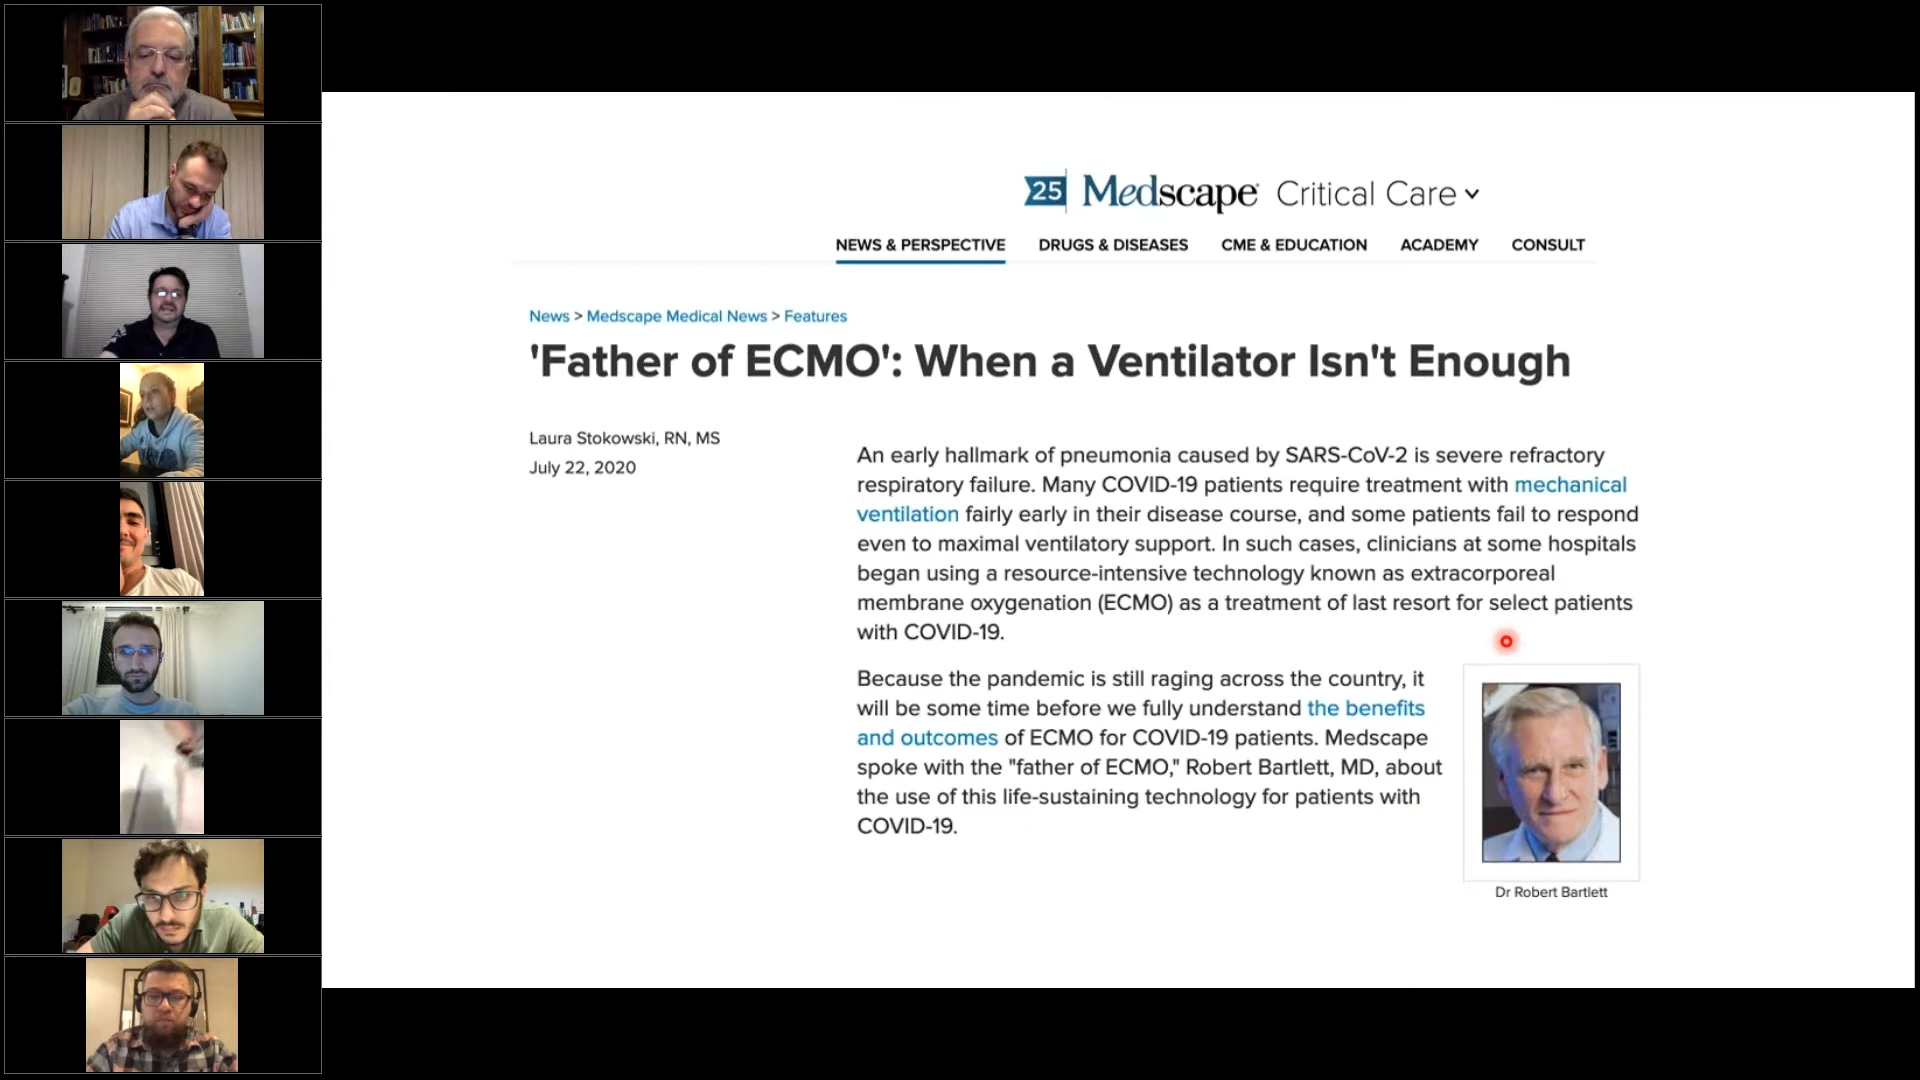 25 Medscape Critical Care
NEWS & PERSPECTIVE DRUGS & DISEASES CME & EDUCATION ACADEMY CONSULT
News > Medscape Medical News > Features
'Father of ECMO': When a Ventilator Isn't Enough
Laura Stokowski, RN, MS
July 22, 2020
An early hallmark of pneumonia caused by SARS-CoV-2 is severe refractory
respiratory failure. Many COVID-19 patients require treatment with mechanical
ventilation fairly early in their disease course, and some patients fail to respond
even to maximal ventilatory support. In such cases, clinicians at some hospitals
began using a resource-intensive technology known as extracorporeal
membrane oxygenation (ECMO) as a treatment of last resort for select patients
with COVID-19.
Because the pandemic is still raging across the country, it
will be some time before we fully understand the benefits
and outcomes of ECMO for COVID-19 patients. Medscape
spoke with the "father of ECMO," Robert Bartlett, MD, about
the use of this life-sustaining technology for patients with
COVID-19.
Dr Robert Bartlett